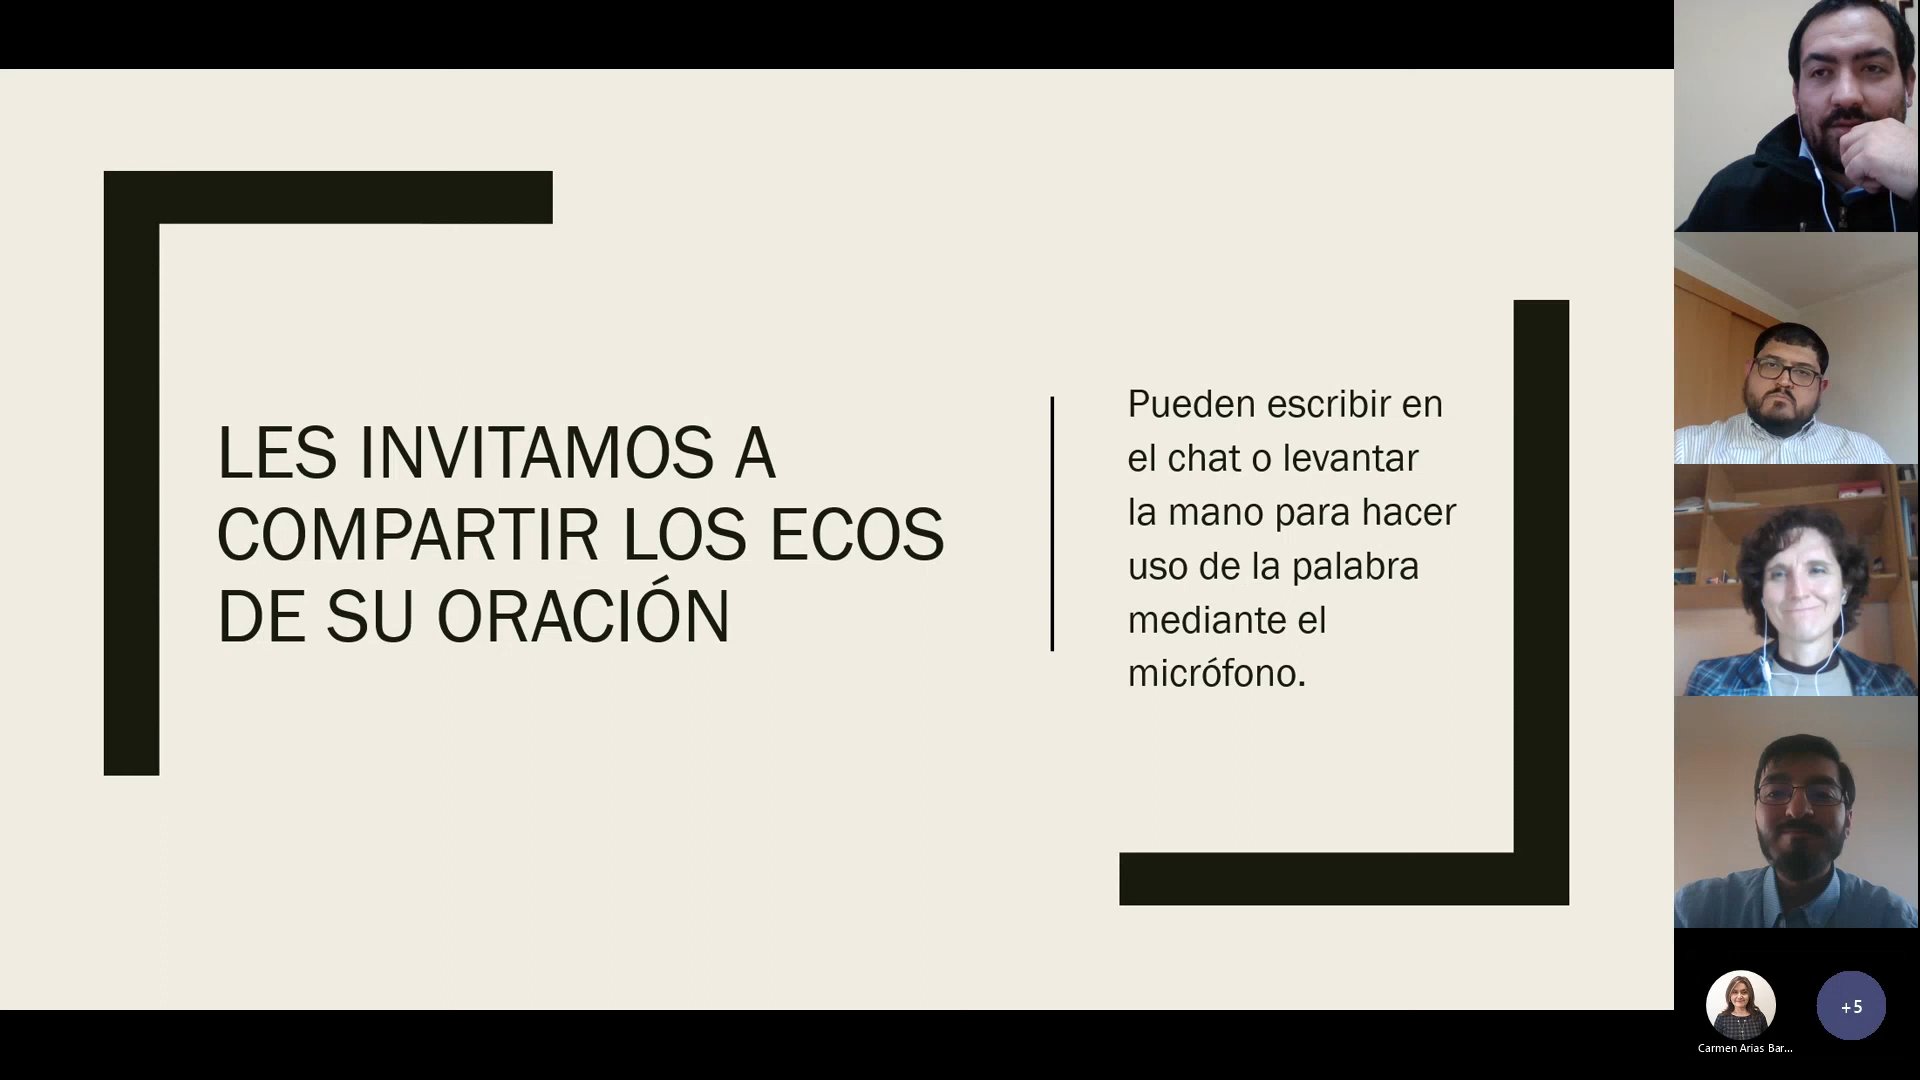 LES INVITAMOS A
COMPARTIR LOS ECOS
DE SU ORACIÓN
Pueden escribir en
el chat o levantar
la mano para hacer
uso de la palabra
mediante el
micrófono.
Carmen Arias Bar...
+5